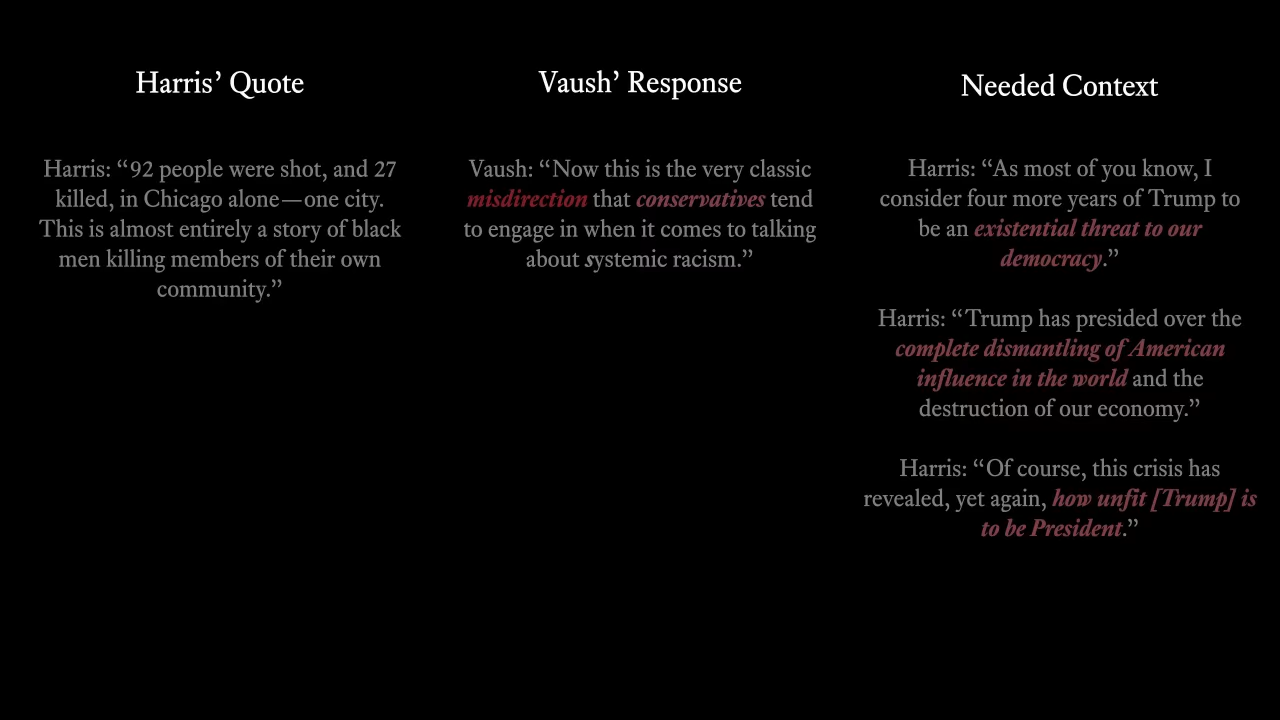 Harris’ Quote
Harris: “92 people were shot, and 27
killed, in Chicago alone—one city.
This is almost entirely a story of black
men killing members of their own
community.”
Vaush’ Response
Vaush: “Now this is the very classic
misdirection that conservatives tend
to engage in when it comes to talking
about systemic racism.”
Needed Context
Harris: “As most of you know, I
consider four more years of Trump to
be an existential threat to our
democracy.”
Harris: “Trump has presided over the
complete dismantling of American
influence in the world and the
destruction of our economy.”
Harris: “Of course, this crisis has
revealed, yet again, how unfit [Trump] is
to be President.”